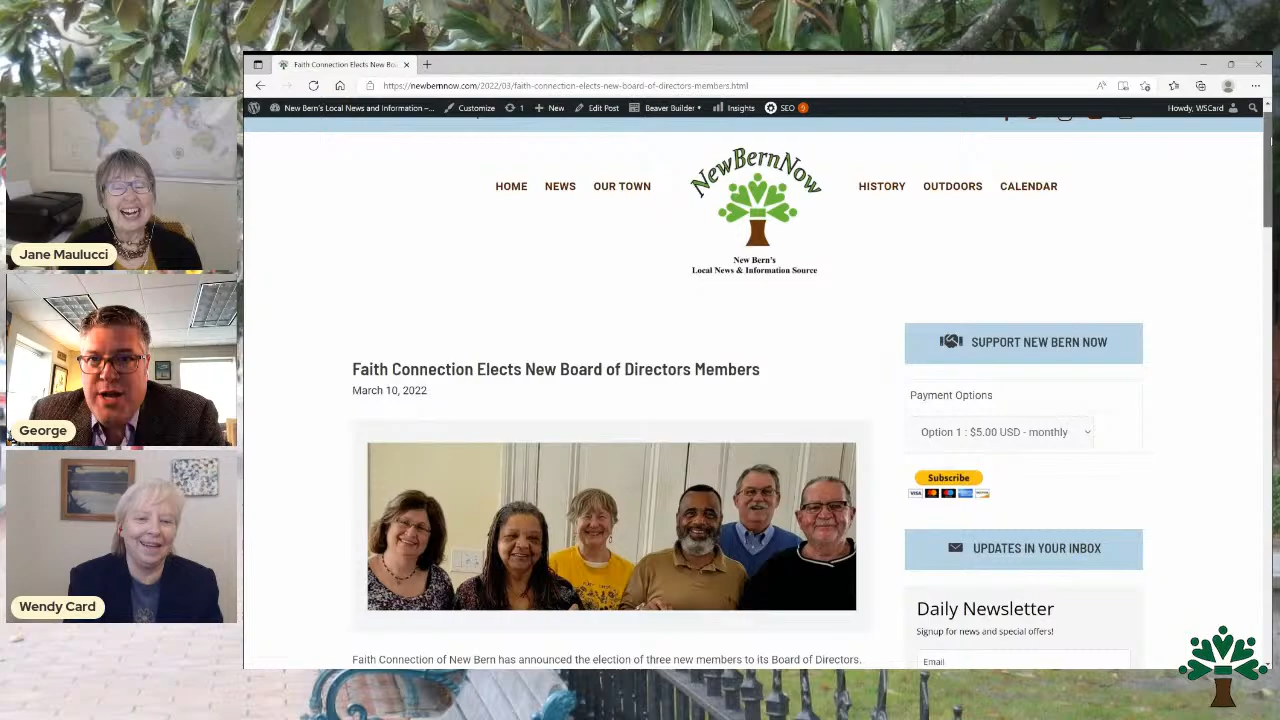 Jane Maulucci
George
Wendy Card
Faith Connection Elects New Boa
https://newbernnow.com/2022/03/faith-connection-elects-new-board-of-directors-members.html
New Bern's Local News and Information –...
Customize
1
New
Edit Post
Beaver Builder
Insights
SEO
5
Howdy, WSCard
HOME
NEWS
OUR TOWN
NewBernNow
New Bern's
Local News & Information Source
HISTORY
OUTDOORS
CALENDAR
Faith Connection Elects New Board of Directors Members
March 10, 2022
Faith Connection of New Bern has announced the election of three new members to its Board of Directors.
SUPPORT NEW BERN NOW
Payment Options
Option 1 : $5.00 USD - monthly
Subscribe
VISA
UPDATES IN YOUR INBOX
Daily Newsletter
Signup for news and special offers!
Email